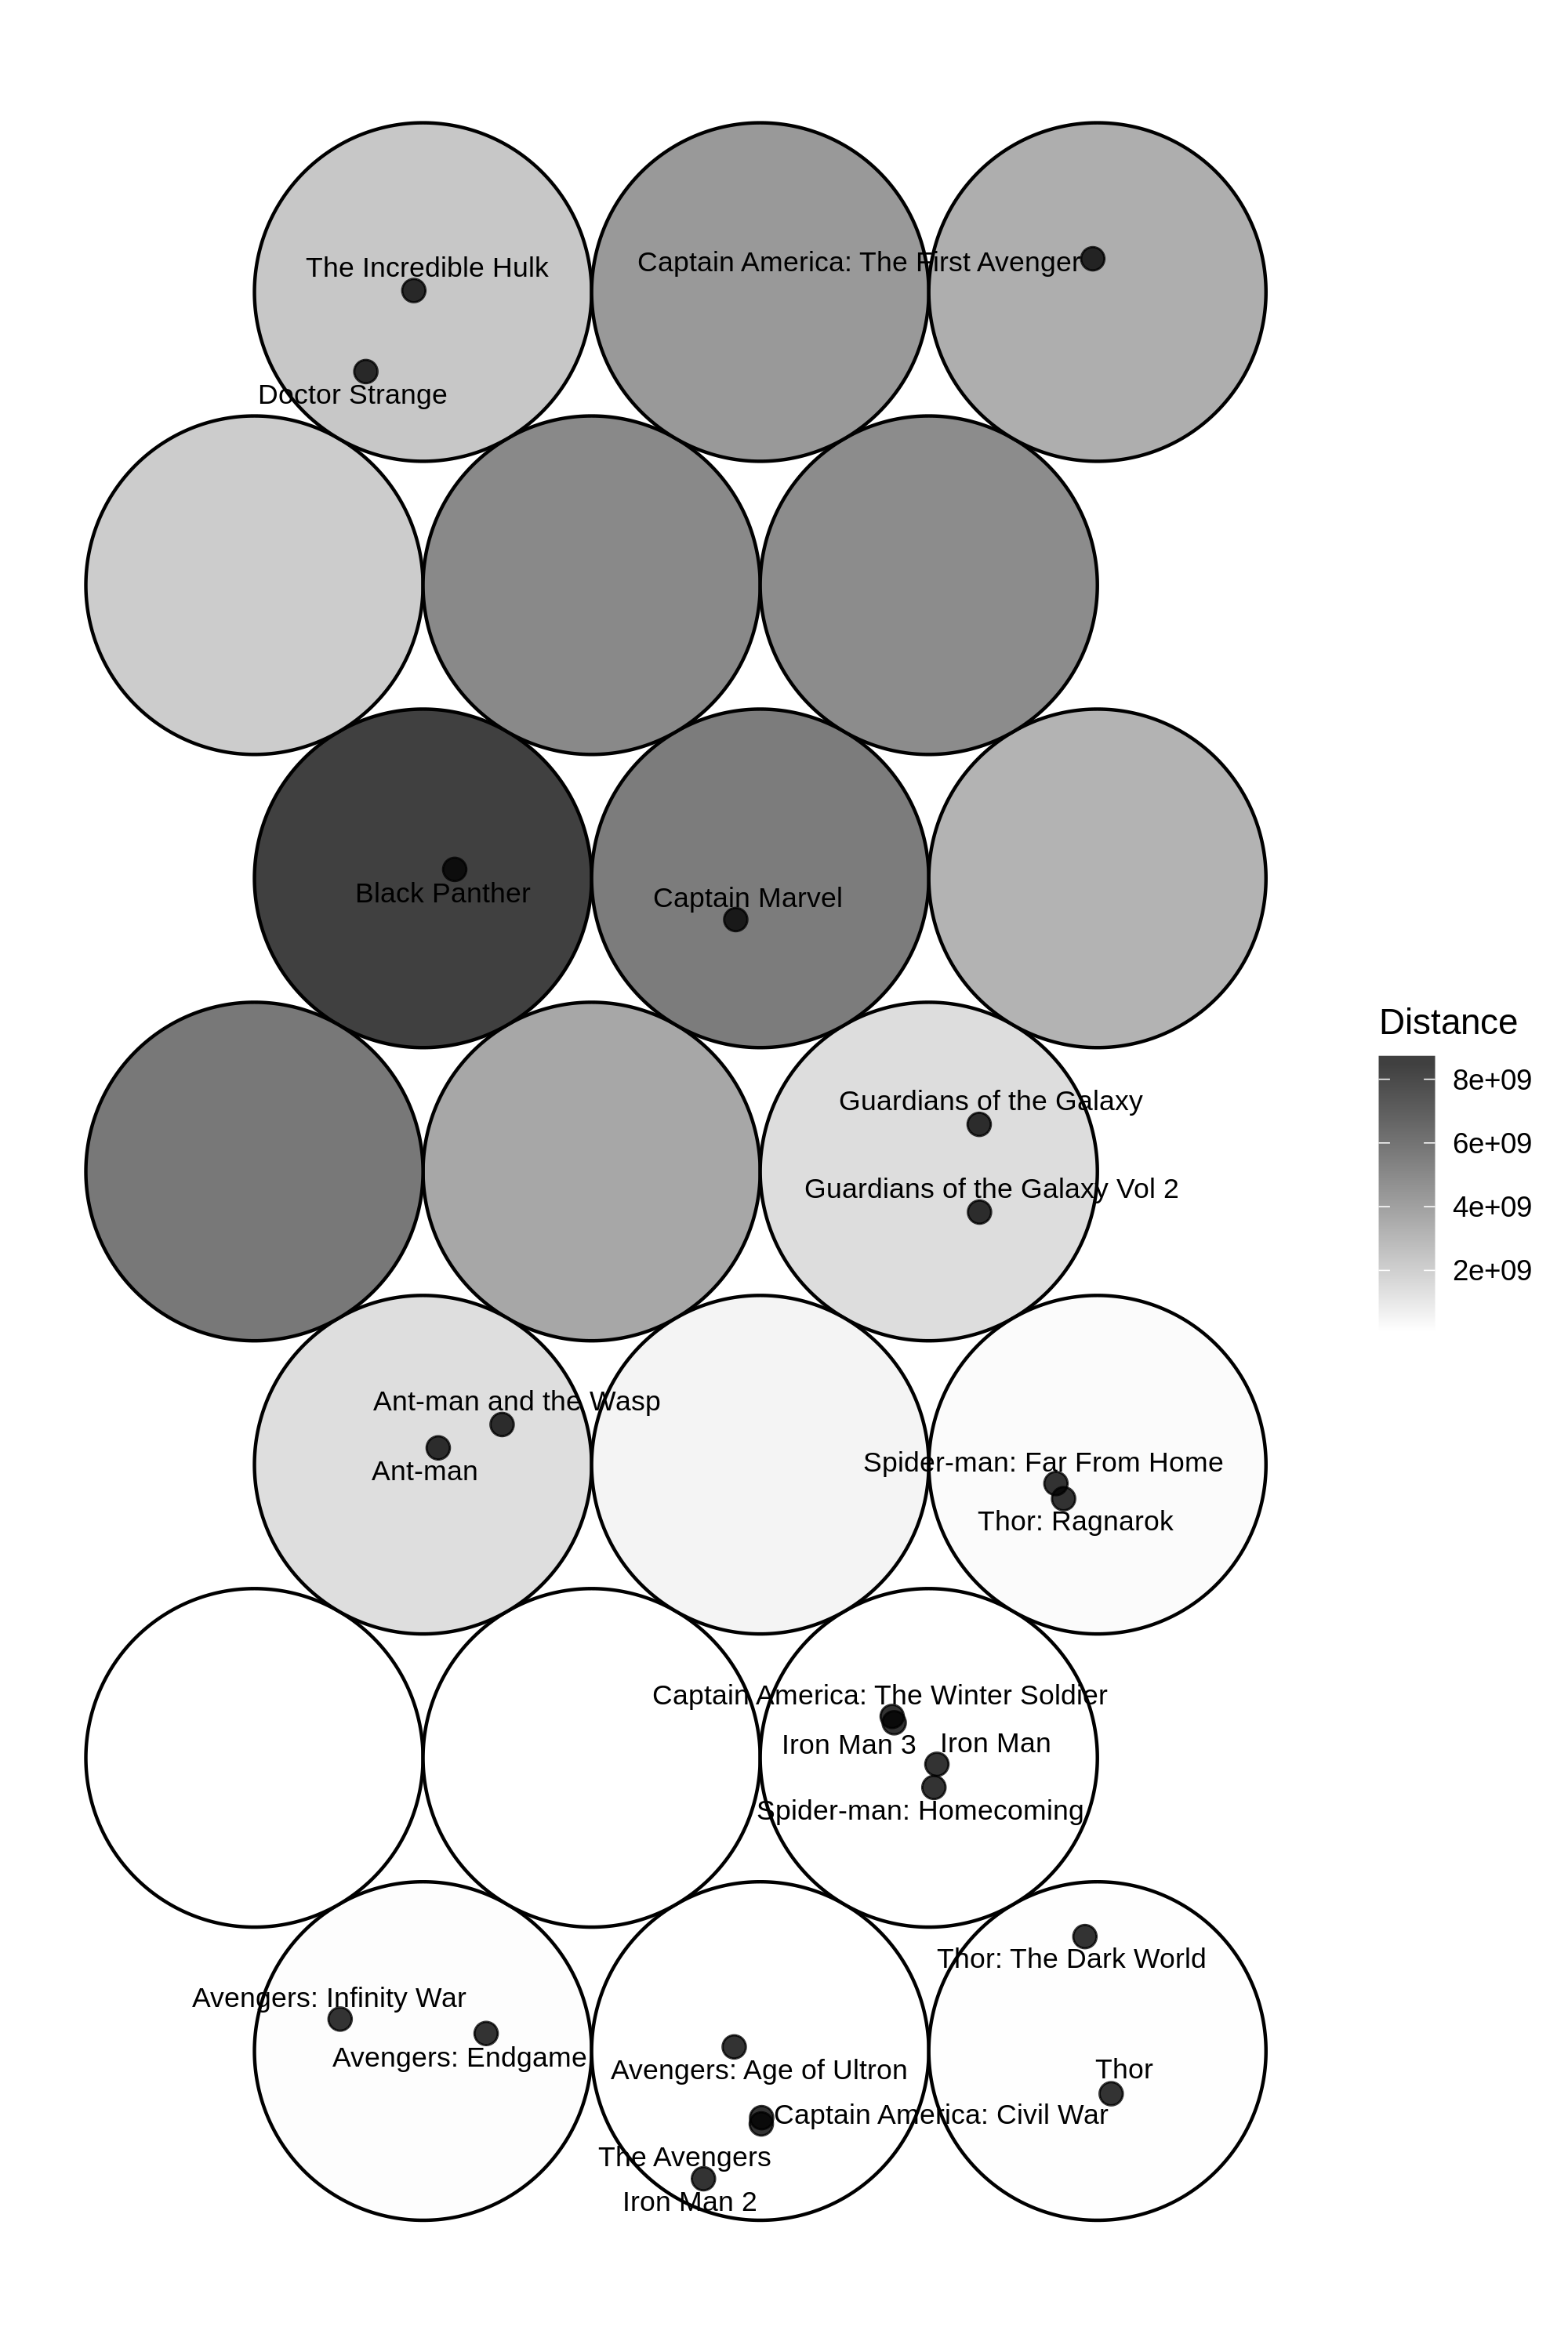 The Incredible Hulk
Captain America: The First Avenger
Doctor Strange
Black Panther
Captain Marvel
Distance
8e+09
6e+09
4e+09
2e+09
Guardians of the Galaxy
Guardians of the Galaxy Vol 2
Ant-man and the Wasp
Ant-man
Spider-man: Far From Home
Thor: Ragnarok
Captain America: The Winter Soldier
Iron Man 3
Iron Man
Spider-man: Homecoming
Thor: The Dark World
Avengers: Infinity War
Avengers: Endgame
Avengers: Age of Ultron
Thor
Captain America: Civil War
The Avengers
Iron Man 2